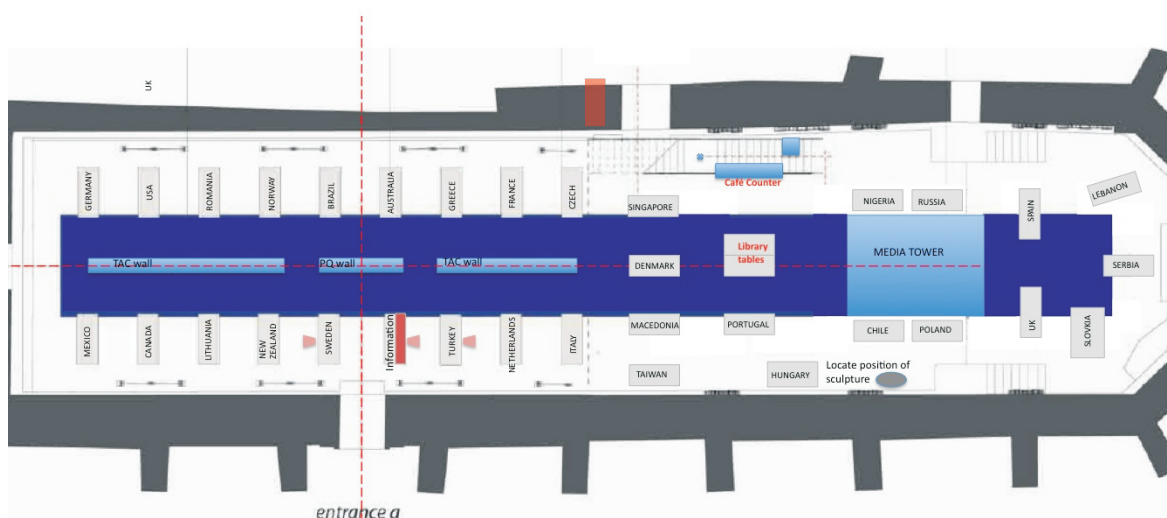 UK
GERMANY
USA
ROMANIA
NORWAY
BRAZIL
AUSTRALIA
GREECE
FRANCE
CZECH
SINGAPORE
Café Counter
NIGERIA
RUSSIA
SPAIN
LEBANON
TAC wall
PQ wall
TAC wall
DENMARK
Library
tables
MEDIA TOWER
SERBIA
MEXICO
CANADA
LITHUANIA
NEW
ZEALAND
SWEDEN
Information
TURKEY
NETHERLANDS
ITALY
MACEDONIA
PORTUGAL
CHILE
POLAND
UK
SLOVKIA
TAIWAN
HUNGARY
Locate position of
sculpture
entrance a